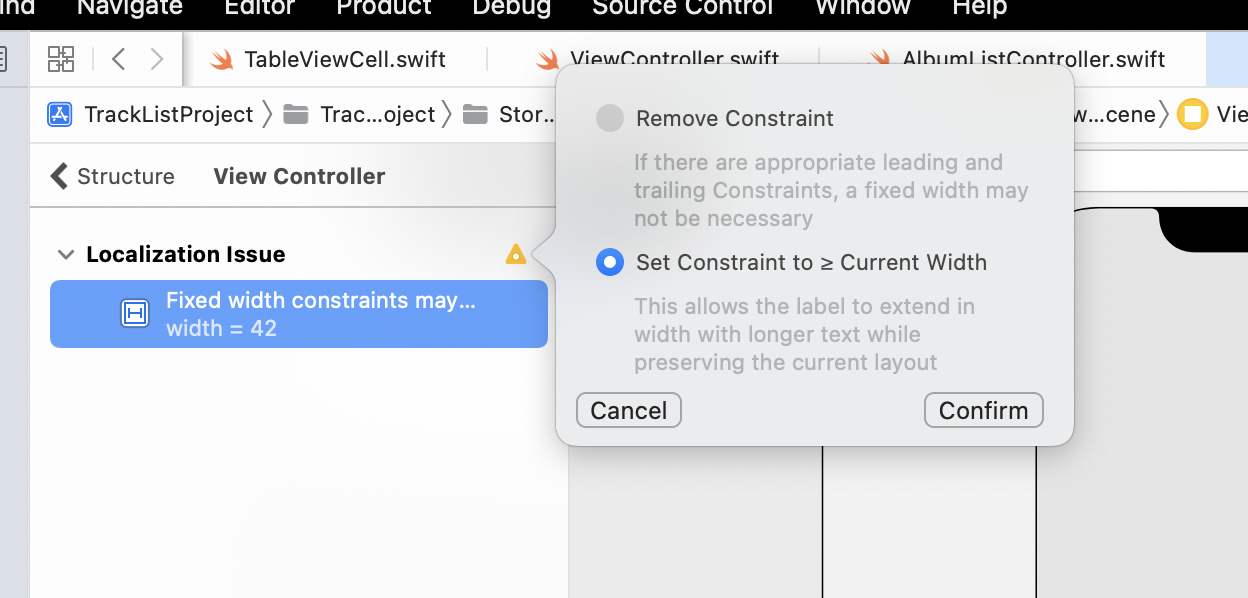 Navigate Editor Product Debug Source Control Window Help
TableViewCell.swift ViewController.swift AlbumListController.swift
TrackListProject Trac...oject Stor... w...cene Vie
Structure View Controller
Localization Issue
Fixed width constraints may...
width = 42
Remove Constraint
If there are appropriate leading and
trailing Constraints, a fixed width may
not be necessary
Set Constraint to ≥ Current Width
This allows the label to extend in
width with longer text while
preserving the current layout
Cancel Confirm